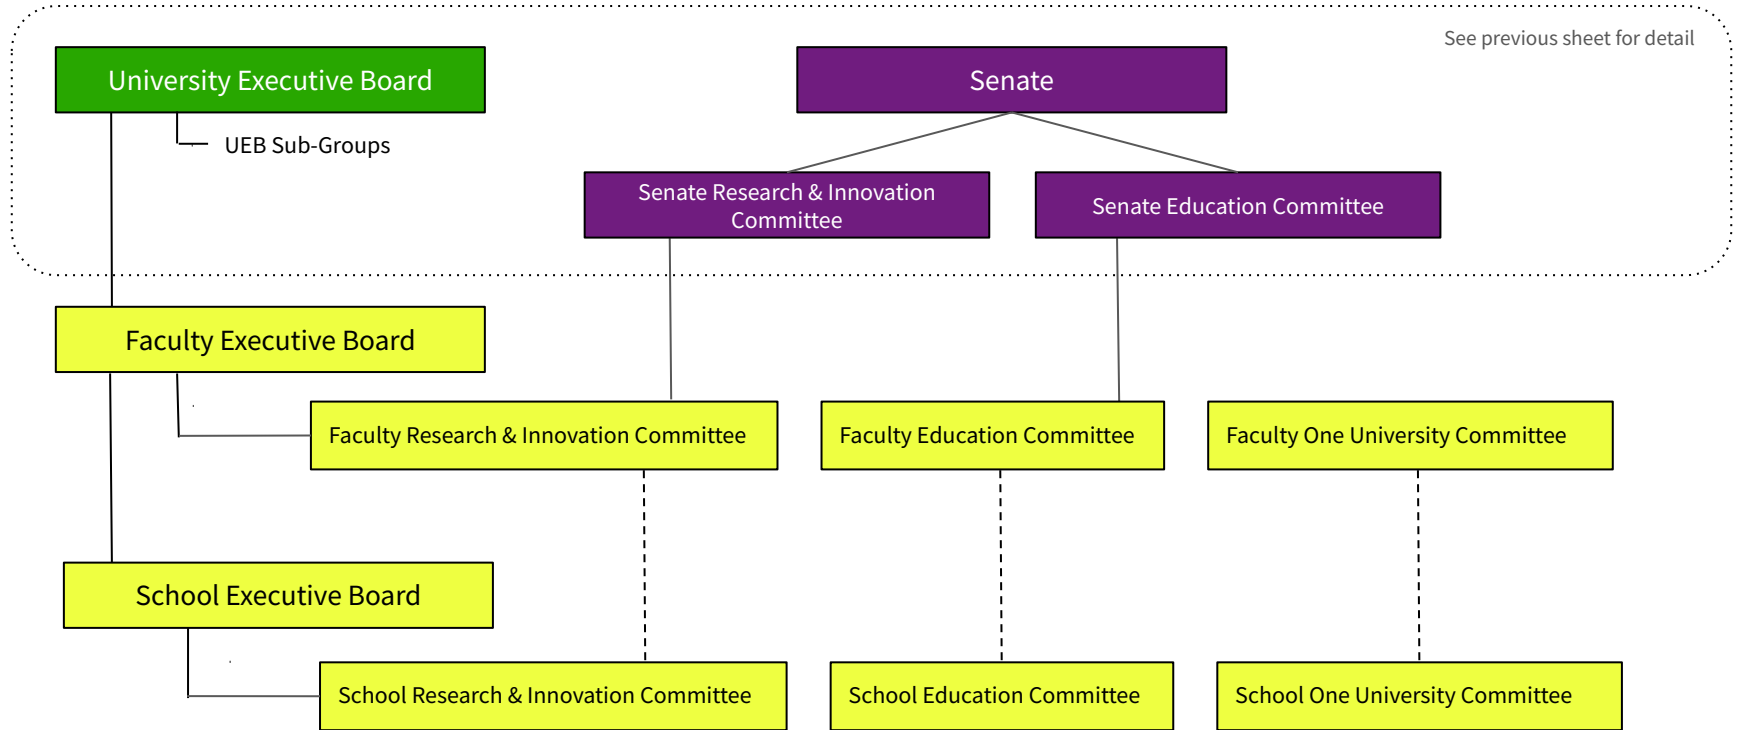 See previous sheet for detail
University Executive Board
Senate
UEB Sub-Groups
Senate Research & Innovation
Committee
Senate Education Committee
Faculty Executive Board
Faculty Research & Innovation Committee
Faculty Education Committee
Faculty One University Committee
School Executive Board
School Research & Innovation Committee
School Education Committee
School One University Committee